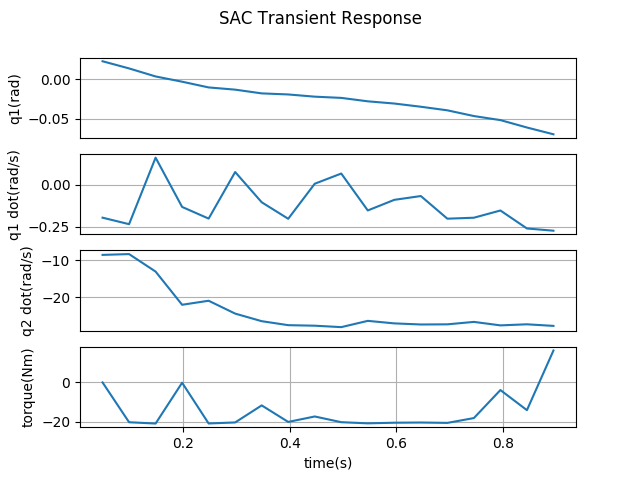 SAC Transient Response
q1(rad)
0.00
−0.05
q1 dot(rad/s)
0.00
−0.25
q2 dot(rad/s)
−10
−20
torque(Nm)
0
−20
0.2 0.4 0.6 0.8
time(s)